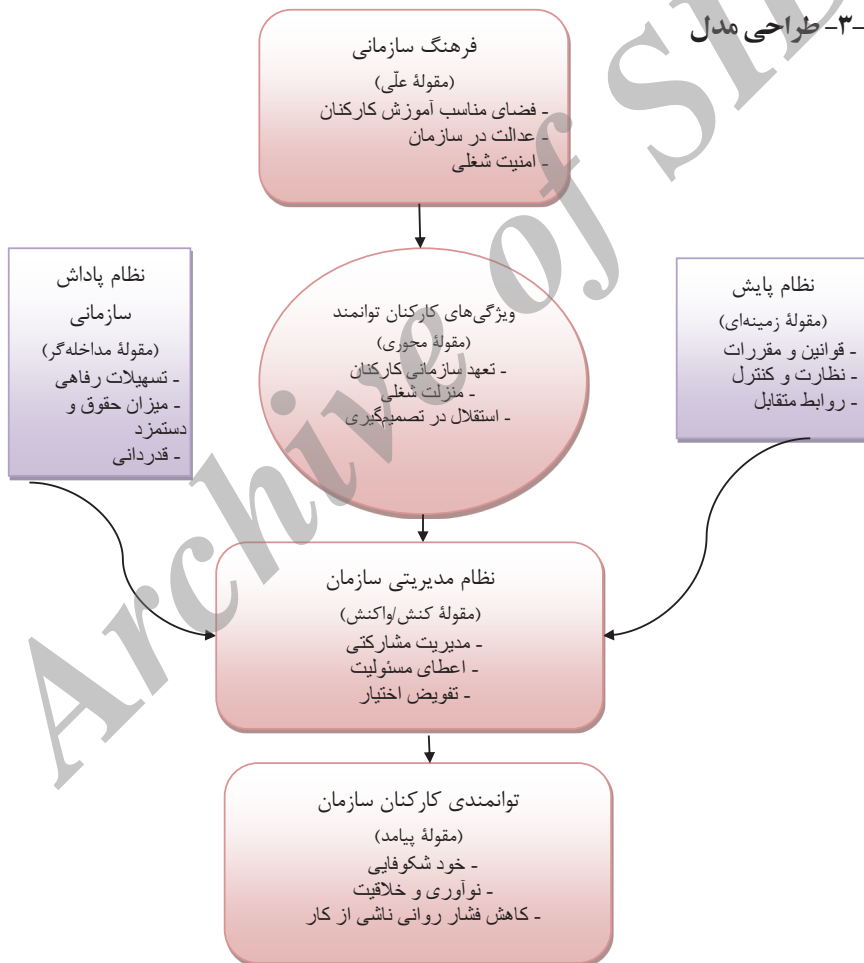 -۳- طراحی مدل
فرهنگ سازمانی
(مقولهٔ علّی)
- فضای مناسب آموزش کارکنان
- عدالت در سازمان
- امنیت شغلی
نظام پایش
(مقولهٔ زمینه‌ای)
- قوانین و مقررات
- نظارت و کنترل
- روابط متقابل
ویژگی‌های کارکنان توانمند
(مقولهٔ محوری)
- تعهد سازمانی کارکنان
- منزلت شغلی
- استقلال در تصمیم‌گیری
نظام پاداش
سازمانی
(مقولهٔ مداخله‌گر)
- تسهیلات رفاهی
- میزان حقوق و
دستمزد
- قدردانی
نظام مدیریتی سازمان
(مقولهٔ کنش/واکنش)
- مدیریت مشارکتی
- اعطای مسئولیت
- تفویض اختیار
توانمندی کارکنان سازمان
(مقولهٔ پیامد)
- خود شکوفایی
- نوآوری و خلاقیت
- کاهش فشار روانی ناشی از کار
Archive of SI